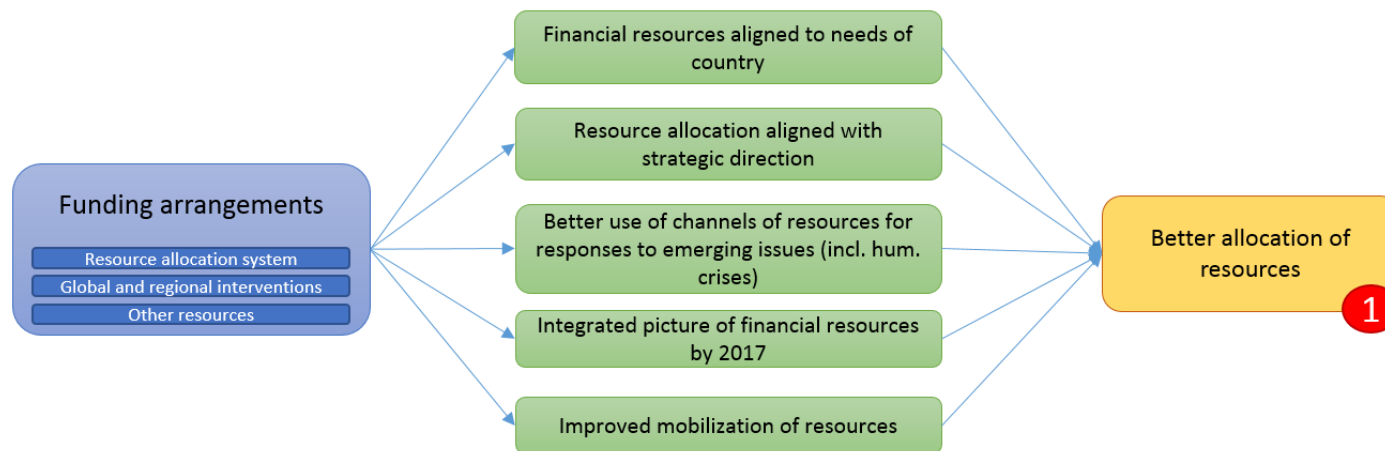 Funding arrangements
Resource allocation system
Global and regional interventions
Other resources
Financial resources aligned to needs of
country
Resource allocation aligned with
strategic direction
Better use of channels of resources for
responses to emerging issues (incl. hum.
crises)
Integrated picture of financial resources
by 2017
Improved mobilization of resources
Better allocation of
resources
1